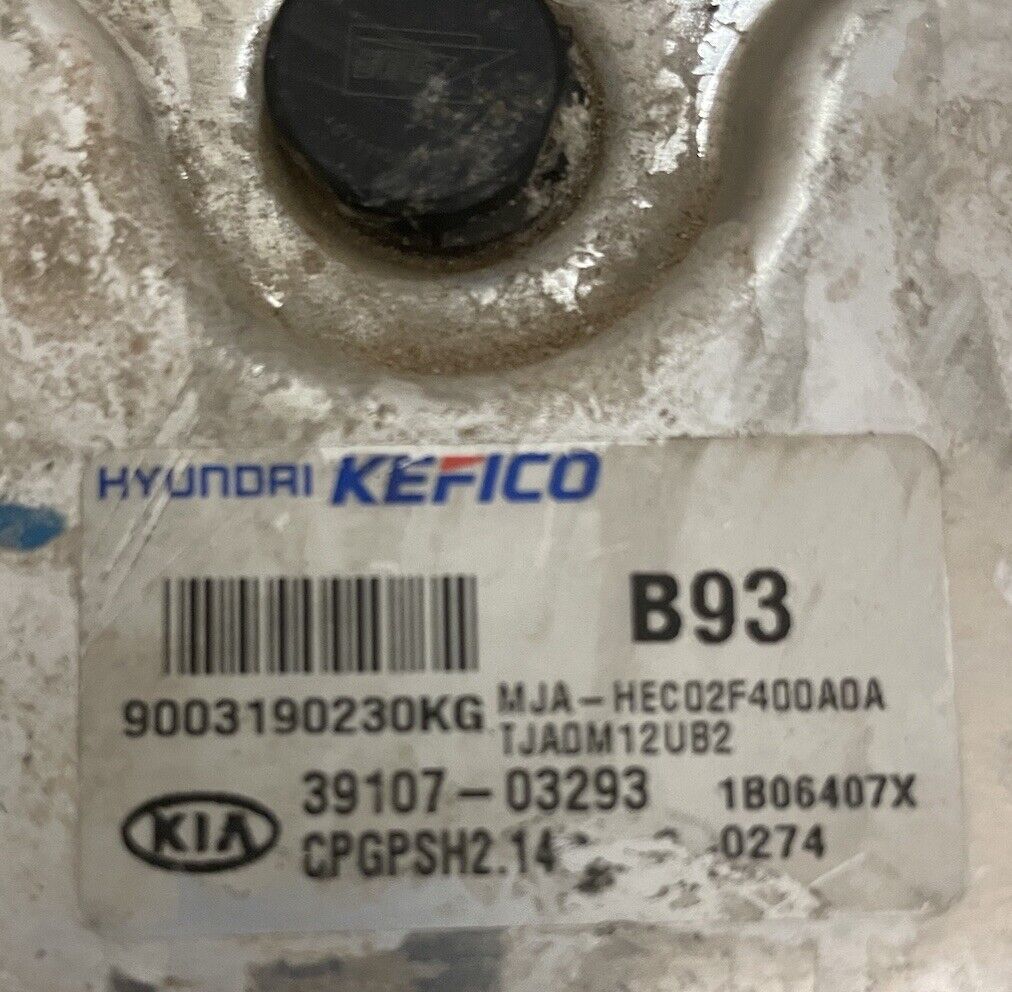 HYUNDAI KEFICO
B93
9003190230KG
MJA-HEC02F400A0A
TJA0M12UB2
39107-03293
1B06407X
KIA
CPGPSH2.14
0274